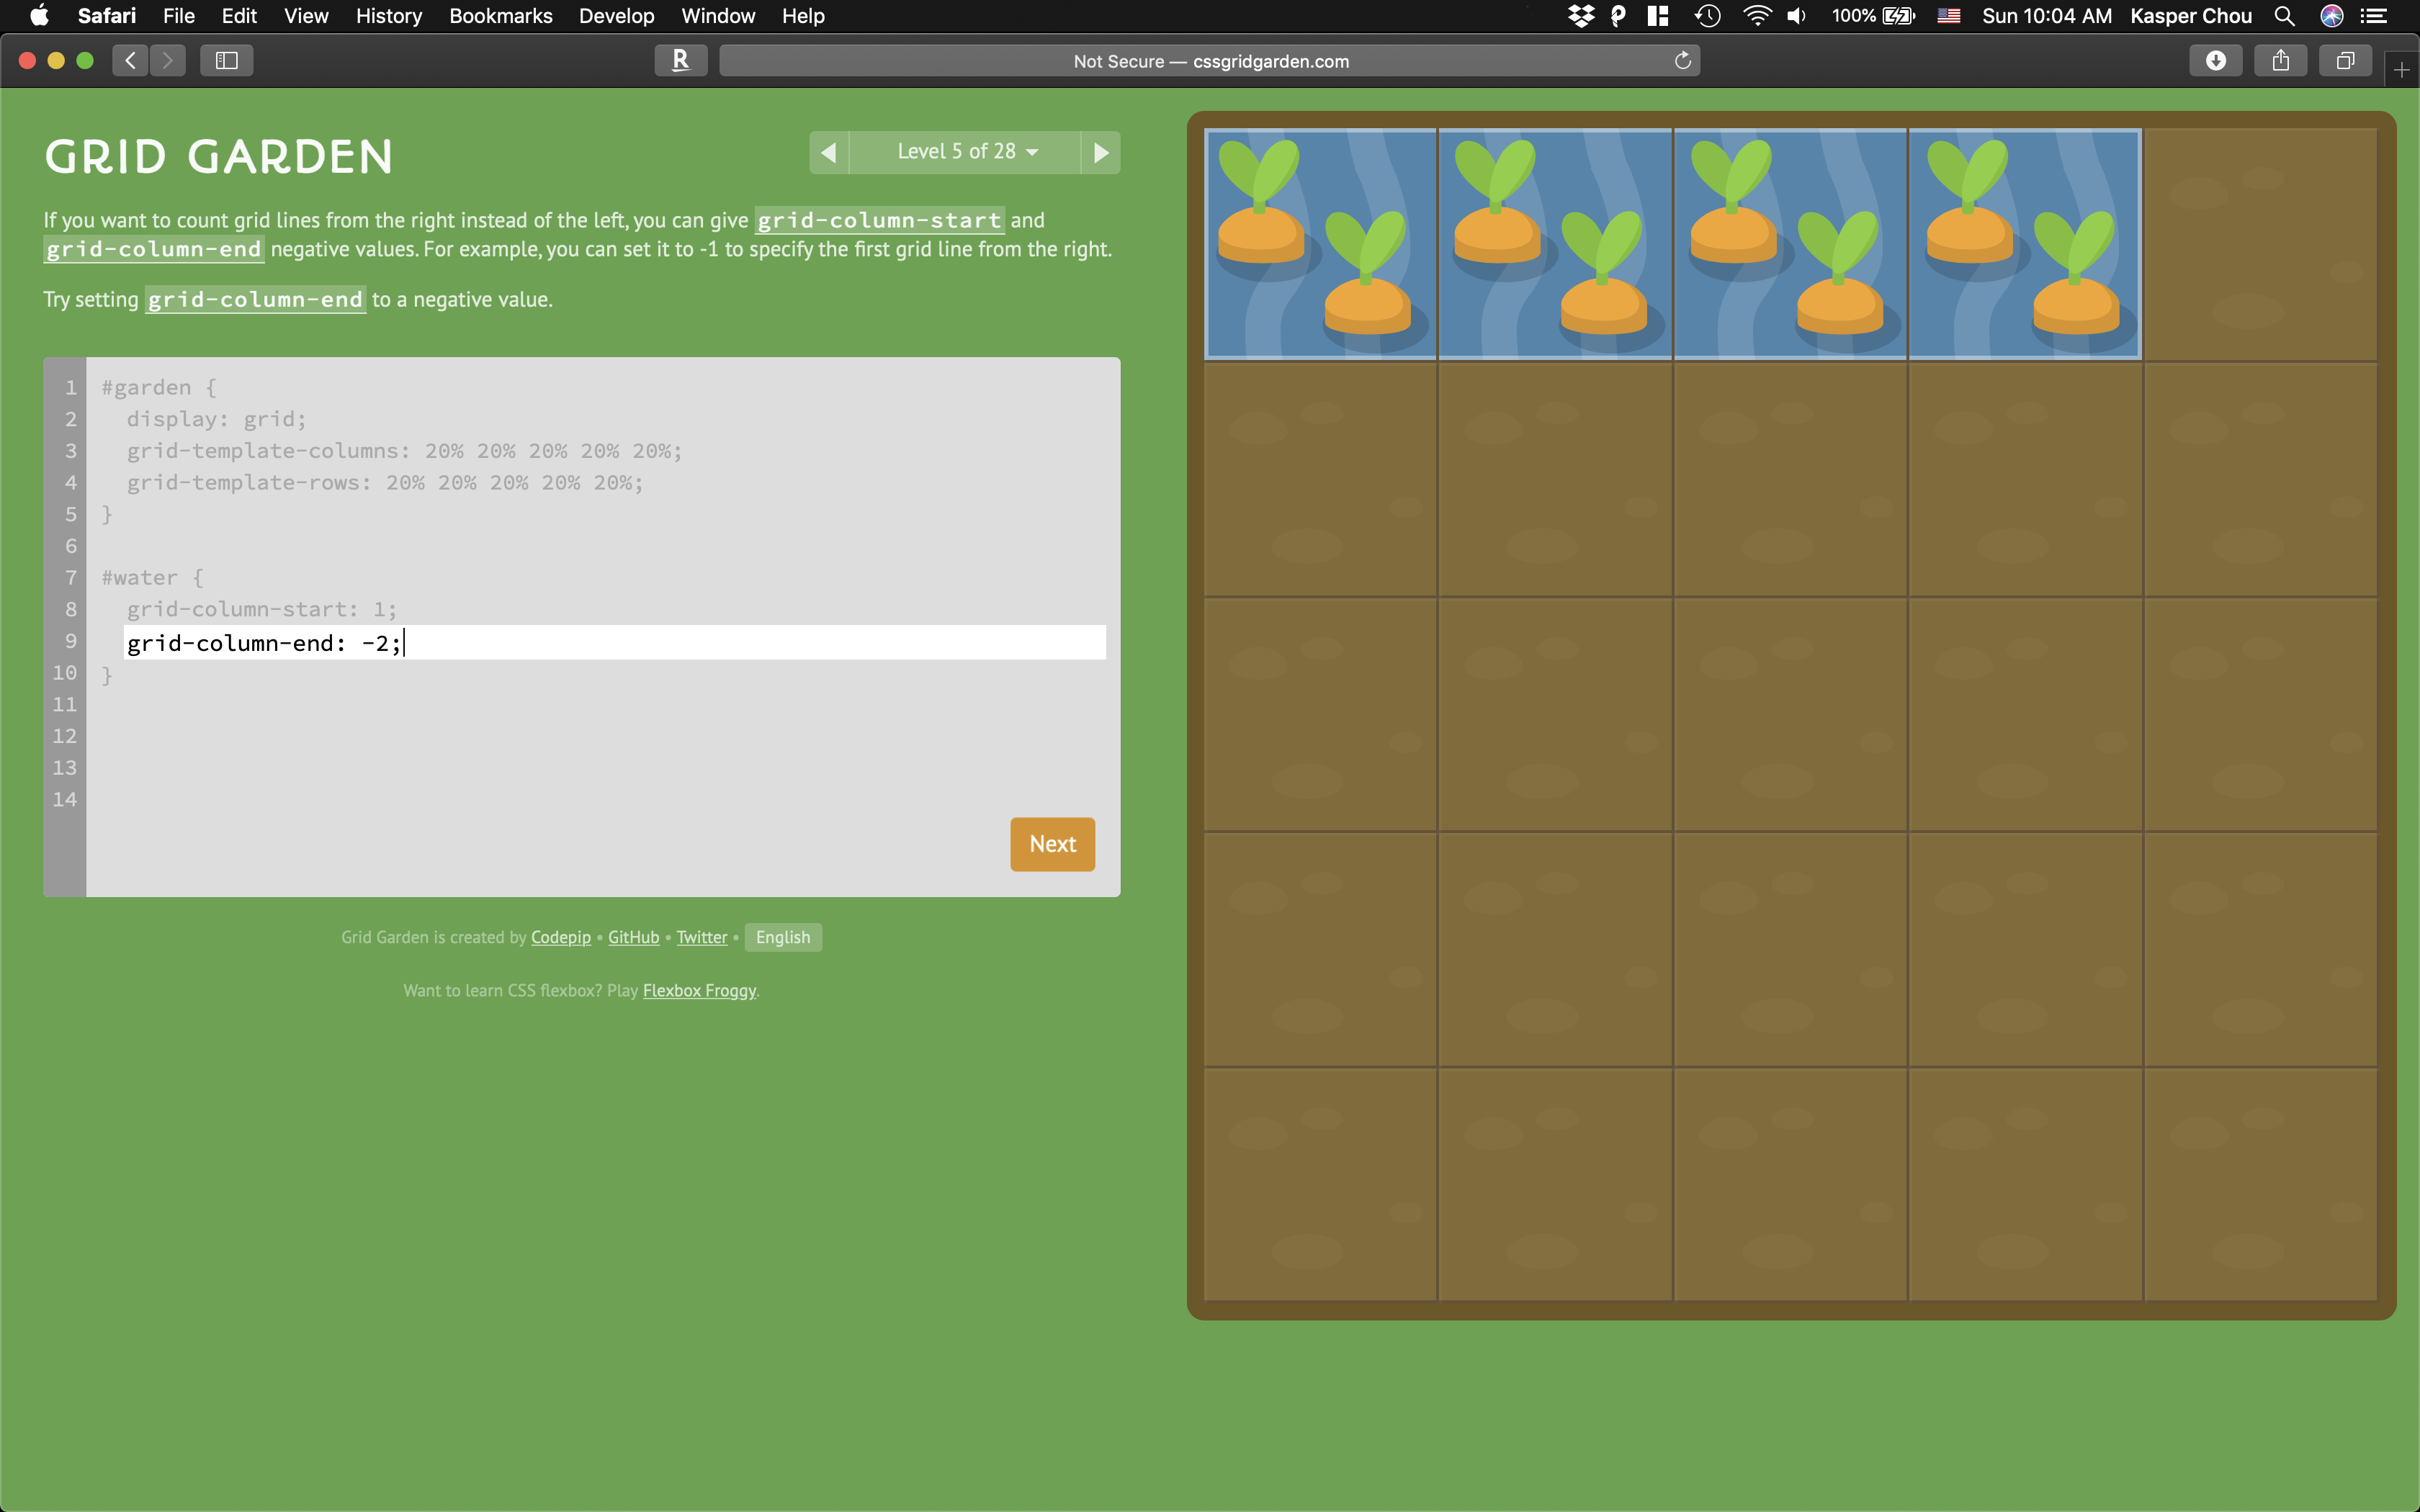 Safari File Edit View History Bookmarks Develop Window Help 100% Sun 10:04 AM Kasper Chou
R Not Secure — cssgridgarden.com
GRID GARDEN
Level 5 of 28
If you want to count grid lines from the right instead of the left, you can give grid-column-start and
grid-column-end negative values. For example, you can set it to -1 to specify the first grid line from the right.
Try setting grid-column-end to a negative value.
1 #garden {
2 display: grid;
3 grid-template-columns: 20% 20% 20% 20% 20%;
4 grid-template-rows: 20% 20% 20% 20% 20%;
5 }
6
7 #water {
8 grid-column-start: 1;
9 grid-column-end: -2;
10 }
11
12
13
14
Next
Grid Garden is created by Codepip • GitHub • Twitter • English
Want to learn CSS flexbox? Play Flexbox Froggy.